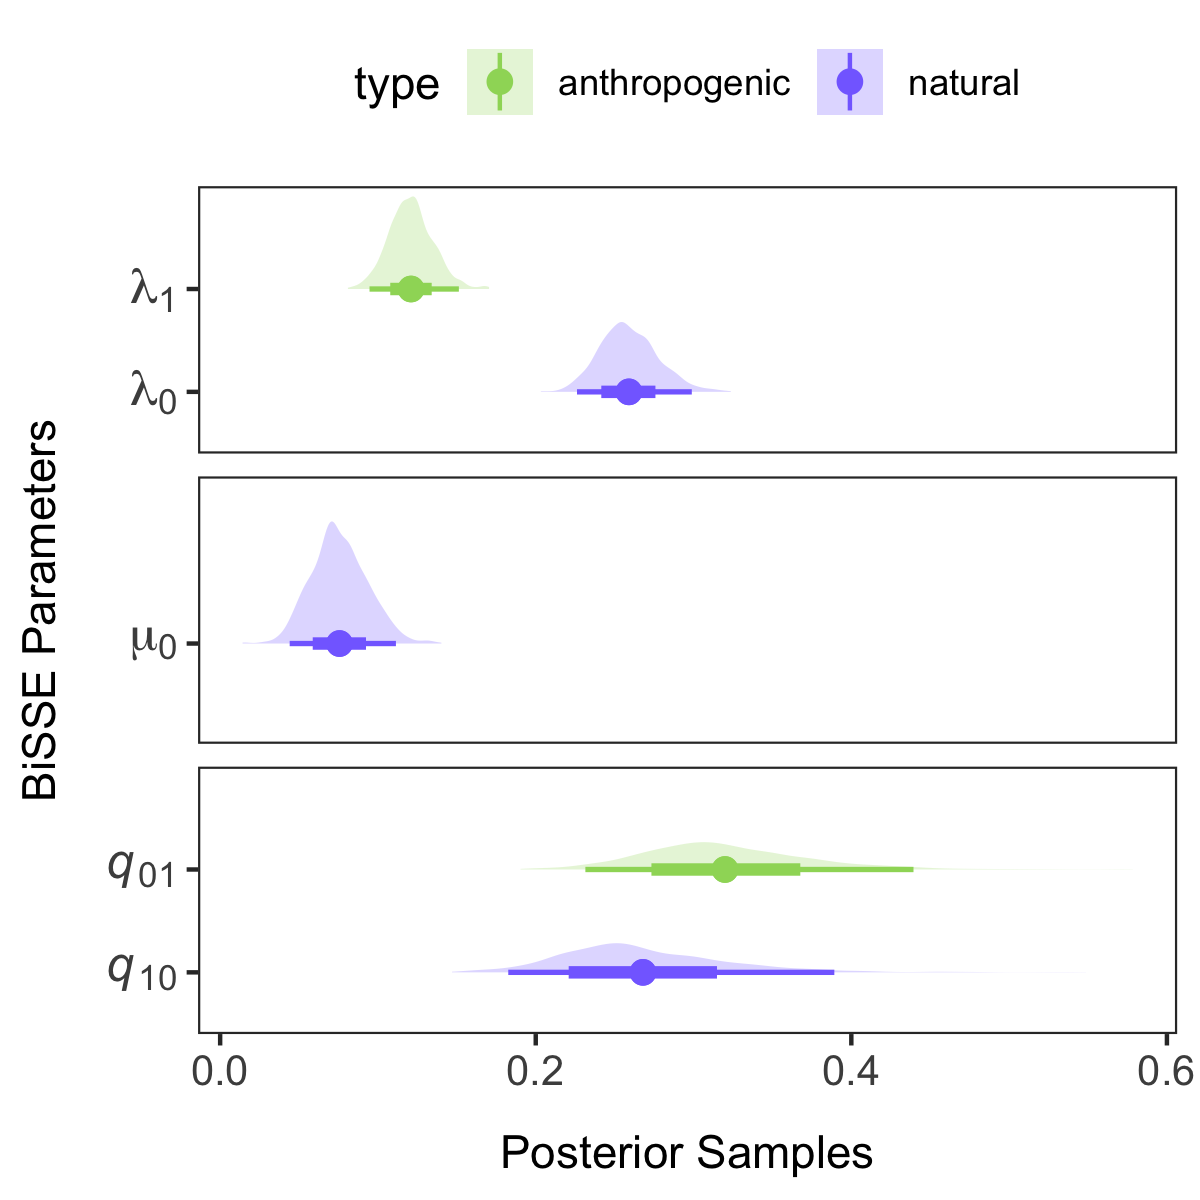 type anthropogenic natural
λ1
λ0
μ0
q01
q10
BiSSE Parameters
0.0 0.2 0.4 0.6
Posterior Samples